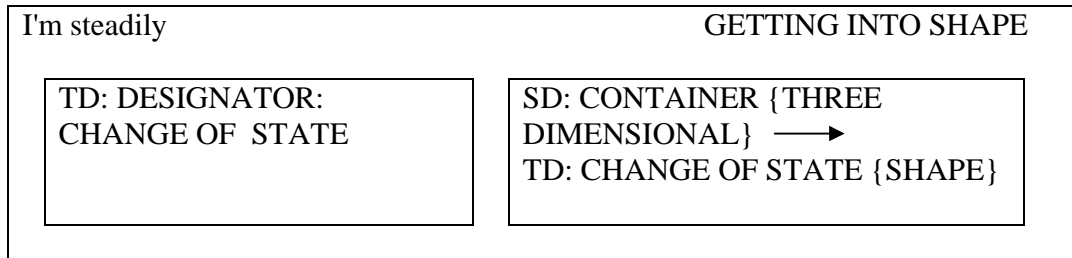 I'm steadily GETTING INTO SHAPE
TD: DESIGNATOR:
CHANGE OF STATE
SD: CONTAINER {THREE
DIMENSIONAL} →
TD: CHANGE OF STATE {SHAPE}